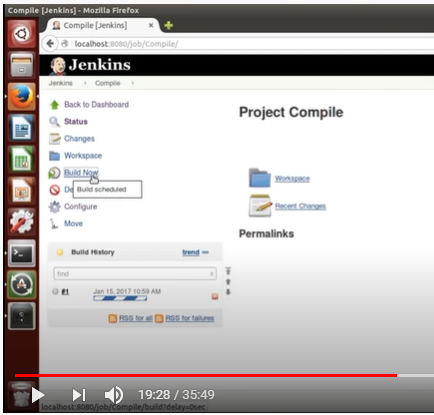 Compile [Jenkins] - Mozilla Firefox
Compile [Jenkins] ×
localhost:8080/job/Compile/
Jenkins
Jenkins › Compile ›
Back to Dashboard
Status
Changes
Workspace
Build Now
De
Build scheduled
Configure
Move
Project Compile
Workspace
Recent Changes
Permalinks
Build History trend
find x
#1 Jan 15, 2017 10:59 AM
RSS for all RSS for failures
19:28 / 35:49
localhost:8080/job/Compile/build?delay=0sec